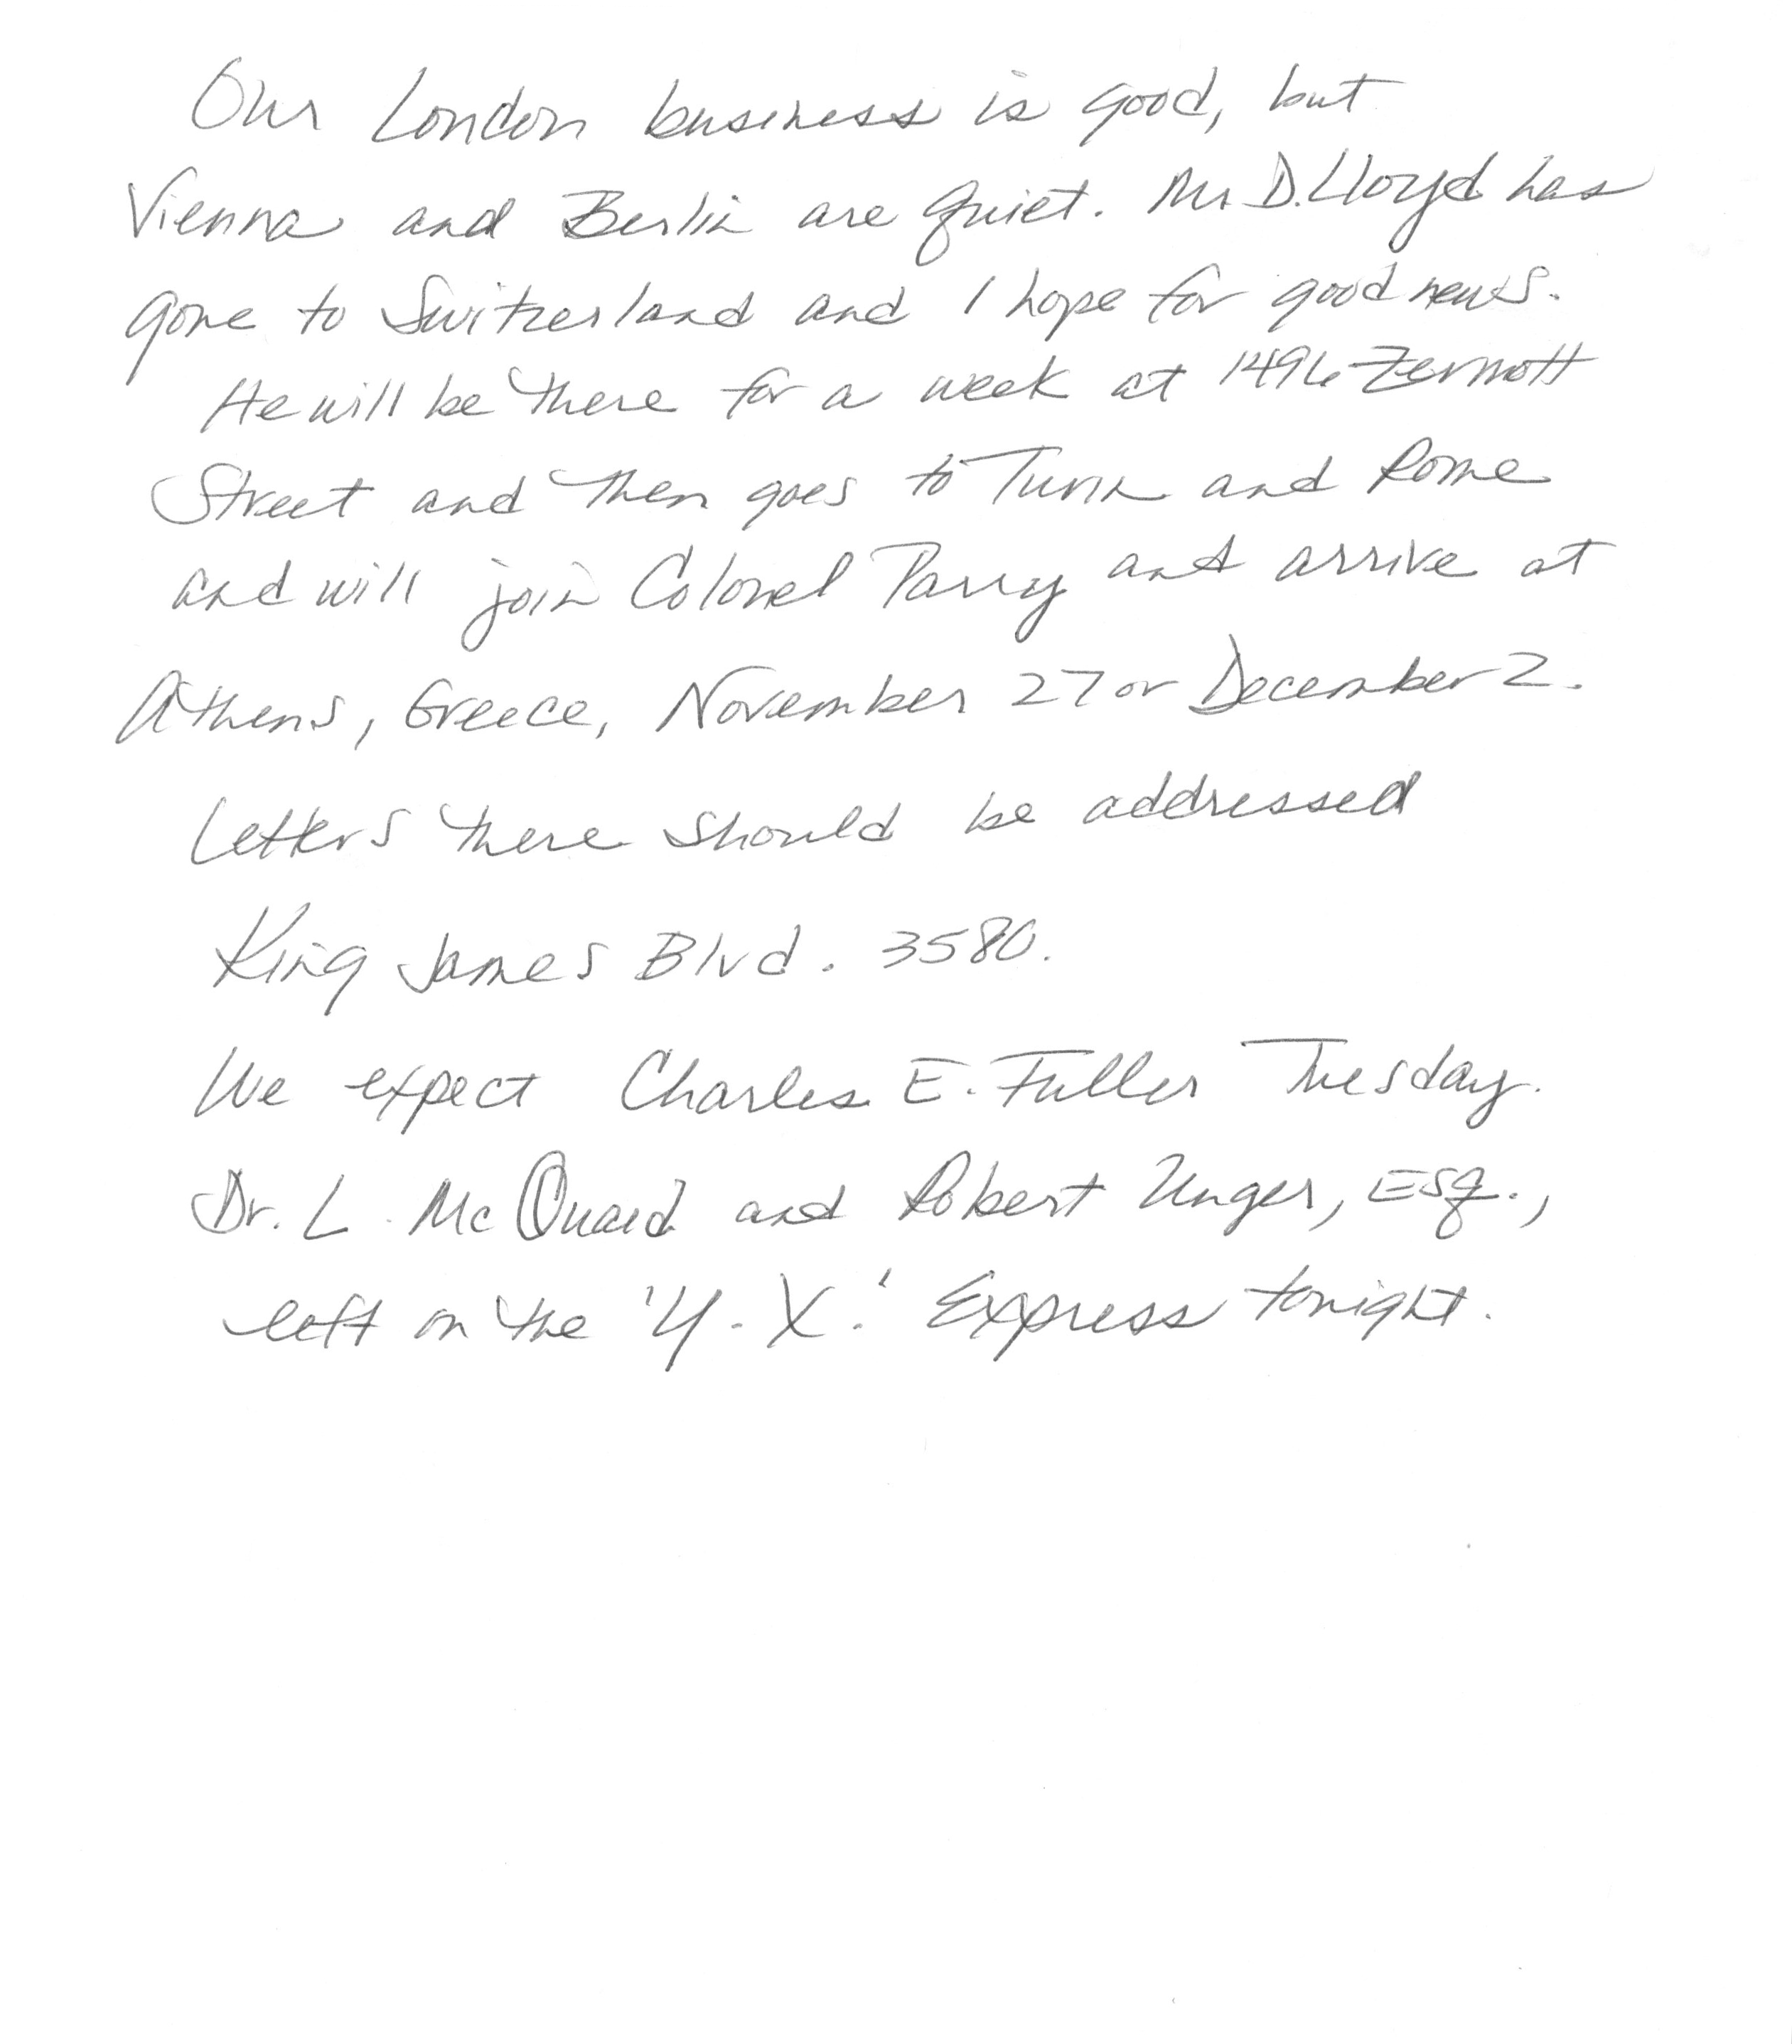 Our London business is good, but
Vienna and Berlin are quiet. Mr. D. Lloyd has
gone to Switzerland and I hope for good news.
He will be there for a week at 1496 Zermott
Street and then goes to Turin and Rome
and will join Colonel Parry and arrive at
Athens, Greece, November 27 or December 2.
Letters there should be addressed
King James Blvd. 3580.
We expect Charles E. Fuller Tuesday.
Dr. L. McQuaid and Robert Unger, Esq.,
left on the 'Y. X.' Express tonight.